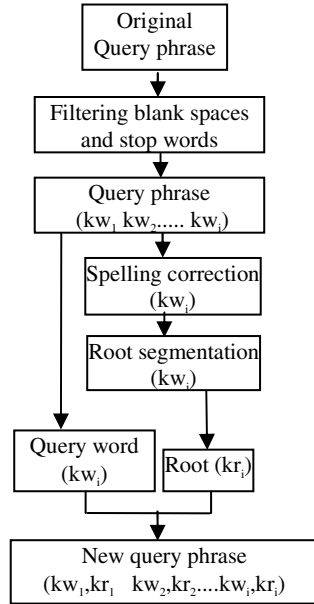 Original
Query phrase
Filtering blank spaces
and stop words
Query phrase
(kw₁ kw₂..... kwᵢ)
Spelling correction
(kwᵢ)
Root segmentation
(kwᵢ)
Query word
(kwᵢ)
Root (krᵢ)
New query phrase
(kw₁,kr₁ kw₂,kr₂....kwᵢ,krᵢ)